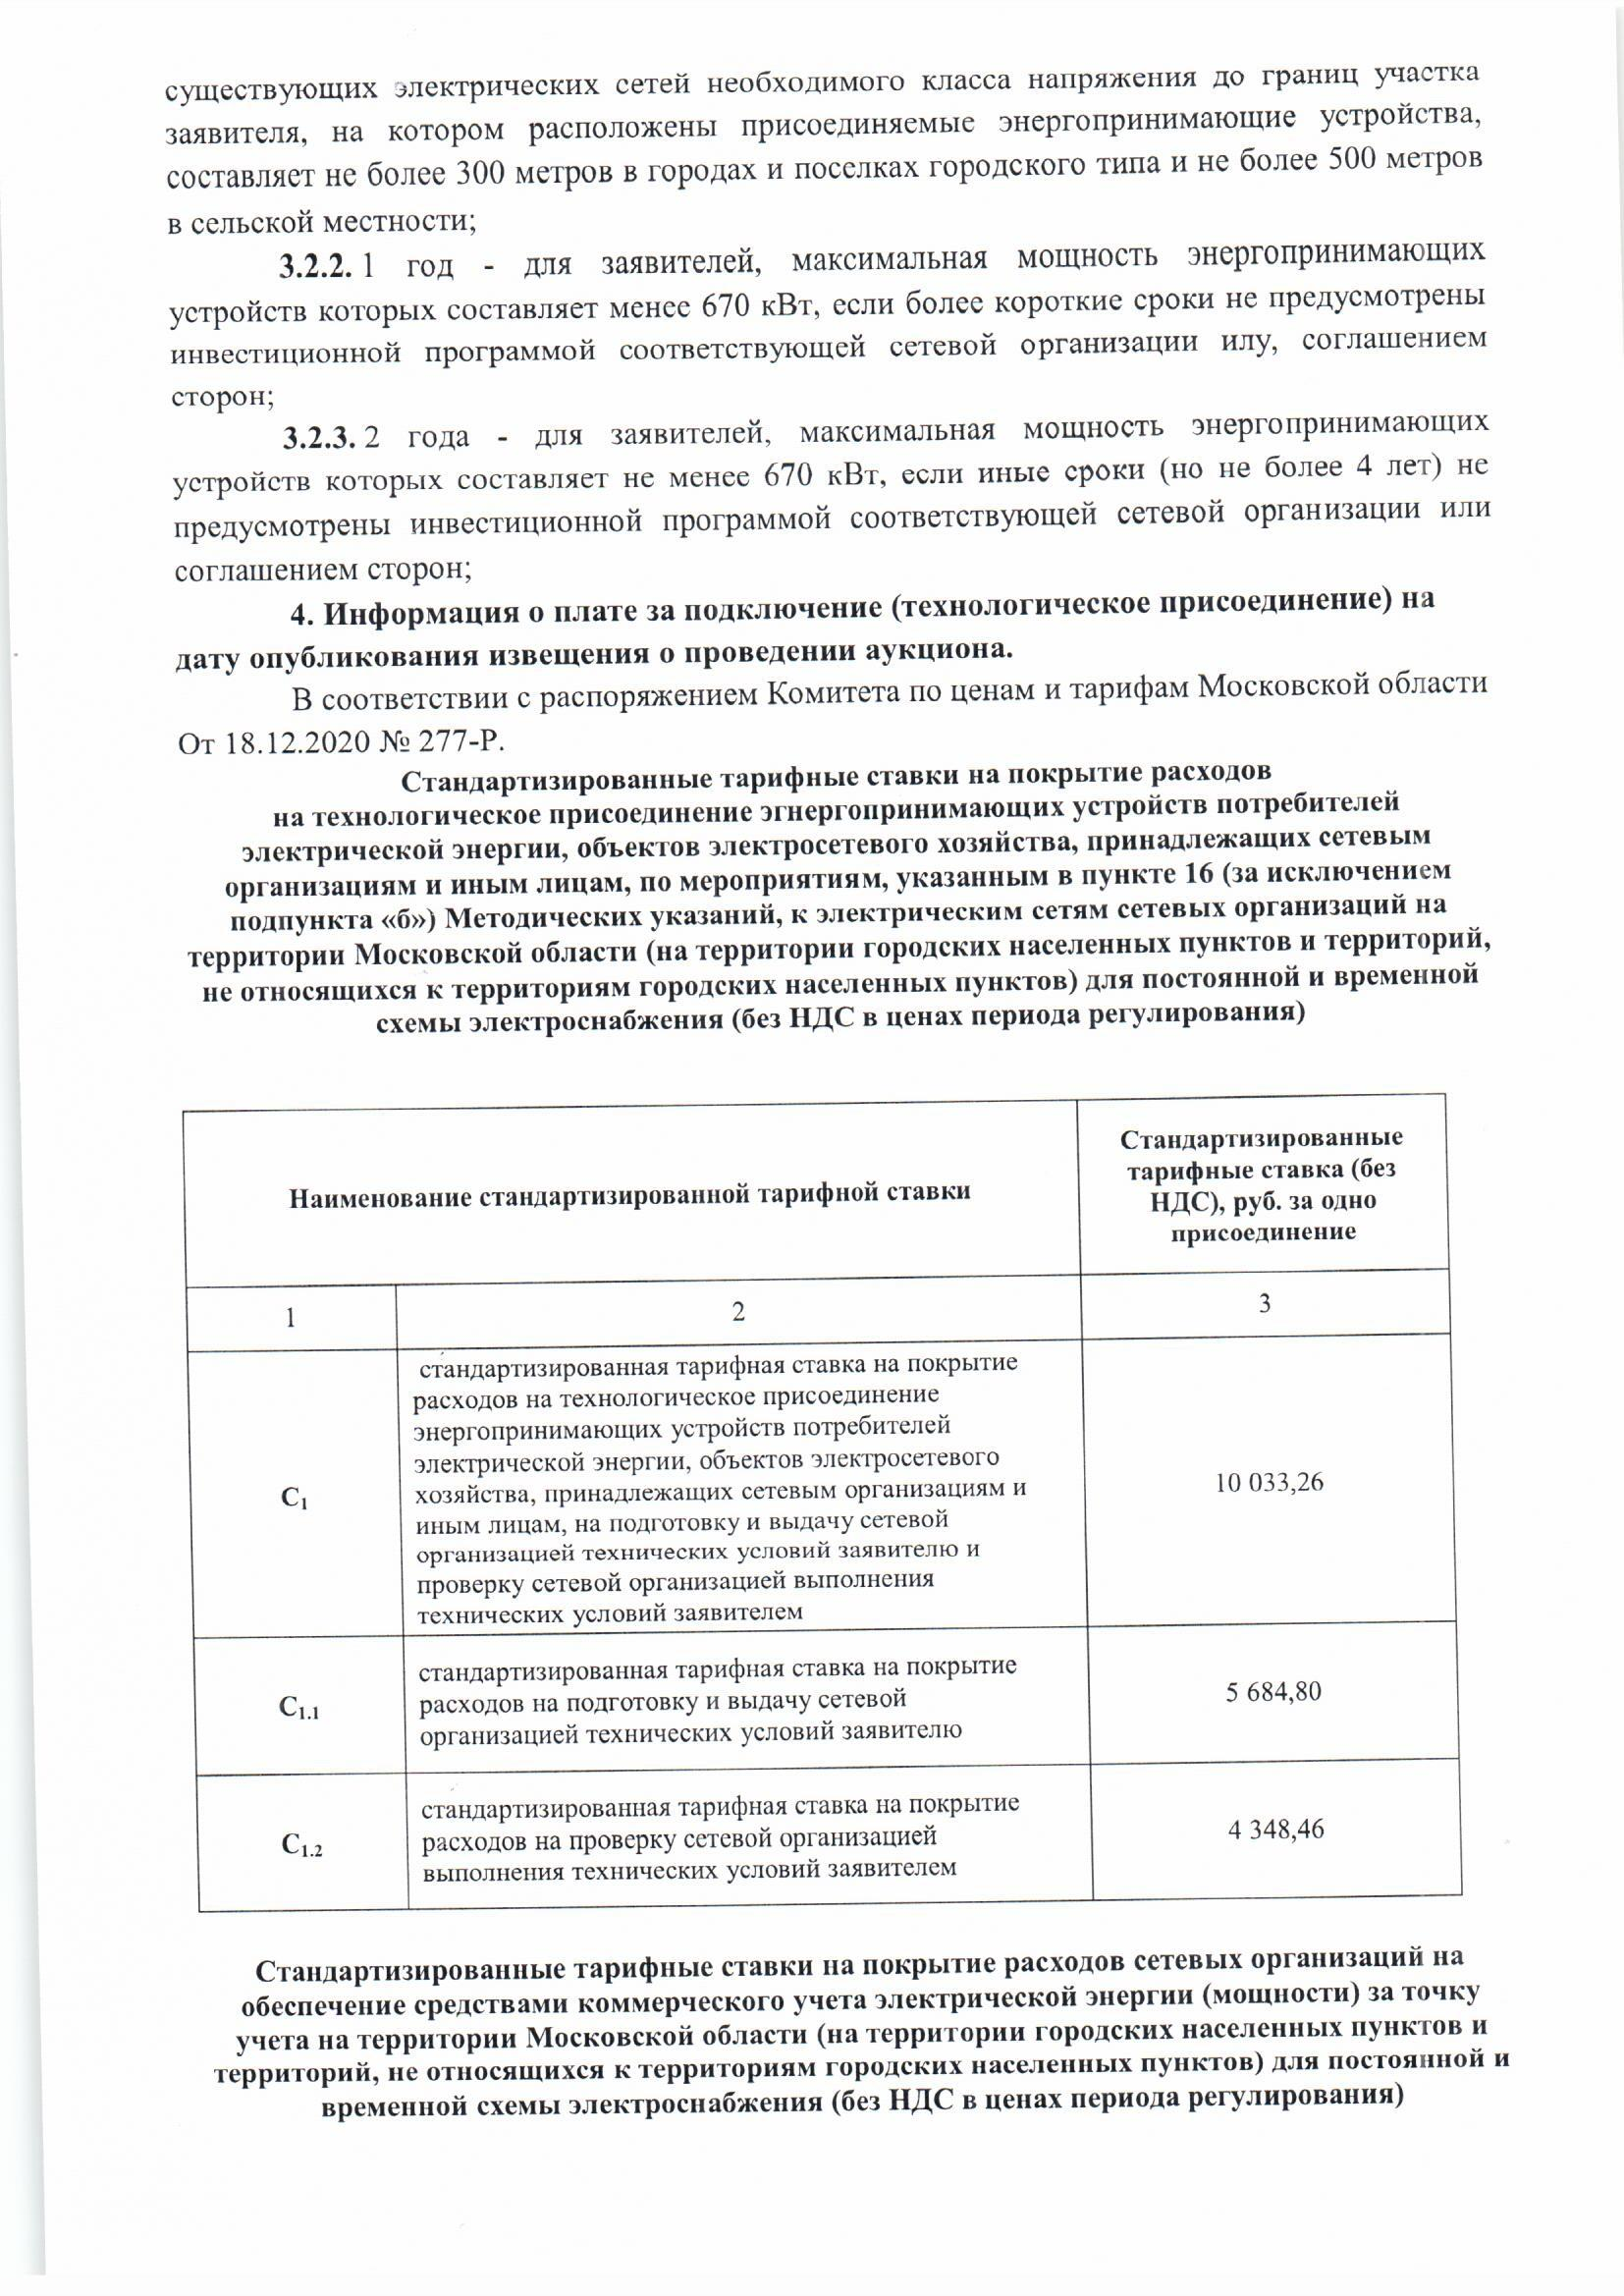 существующих электрических сетей необходимого класса напряжения до границ участка
заявителя, на котором расположены присоединяемые энергопринимающие устройства,
составляет не более 300 метров в городах и поселках городского типа и не более 500 метров
в сельской местности;
3.2.2. 1 год - для заявителей, максимальная мощность энергопринимающих
устройств которых составляет менее 670 кВт, если более короткие сроки не предусмотрены
инвестиционной программой соответствующей сетевой организации илу, соглашением
сторон;
3.2.3. 2 года - для заявителей, максимальная мощность энергопринимающих
устройств которых составляет не менее 670 кВт, если иные сроки (но не более 4 лет) не
предусмотрены инвестиционной программой соответствующей сетевой организации или
соглашением сторон;
4. Информация о плате за подключение (технологическое присоединение) на
дату опубликования извещения о проведении аукциона.
В соответствии с распоряжением Комитета по ценам и тарифам Московской области
От 18.12.2020 № 277-Р.
Стандартизированные тарифные ставки на покрытие расходов
на технологическое присоединение эгнергопринимающих устройств потребителей
электрической энергии, объектов электросетевого хозяйства, принадлежащих сетевым
организациям и иным лицам, по мероприятиям, указанным в пункте 16 (за исключением
подпункта «б») Методических указаний, к электрическим сетям сетевых организаций на
территории Московской области (на территории городских населенных пунктов и территорий,
не относящихся к территориям городских населенных пунктов) для постоянной и временной
схемы электроснабжения (без НДС в ценах периода регулирования)
Наименование стандартизированной тарифной ставки
Стандартизированные
тарифные ставка (без
НДС), руб. за одно
присоединение
1
2
3
С1
стандартизированная тарифная ставка на покрытие
расходов на технологическое присоединение
энергопринимающих устройств потребителей
электрической энергии, объектов электросетевого
хозяйства, принадлежащих сетевым организациям и
иным лицам, на подготовку и выдачу сетевой
организацией технических условий заявителю и
проверку сетевой организацией выполнения
технических условий заявителем
10 033,26
С1.1
стандартизированная тарифная ставка на покрытие
расходов на подготовку и выдачу сетевой
организацией технических условий заявителю
5 684,80
С1.2
стандартизированная тарифная ставка на покрытие
расходов на проверку сетевой организацией
выполнения технических условий заявителем
4 348,46
Стандартизированные тарифные ставки на покрытие расходов сетевых организаций на
обеспечение средствами коммерческого учета электрической энергии (мощности) за точку
учета на территории Московской области (на территории городских населенных пунктов и
территорий, не относящихся к территориям городских населенных пунктов) для постоянной и
временной схемы электроснабжения (без НДС в ценах периода регулирования)